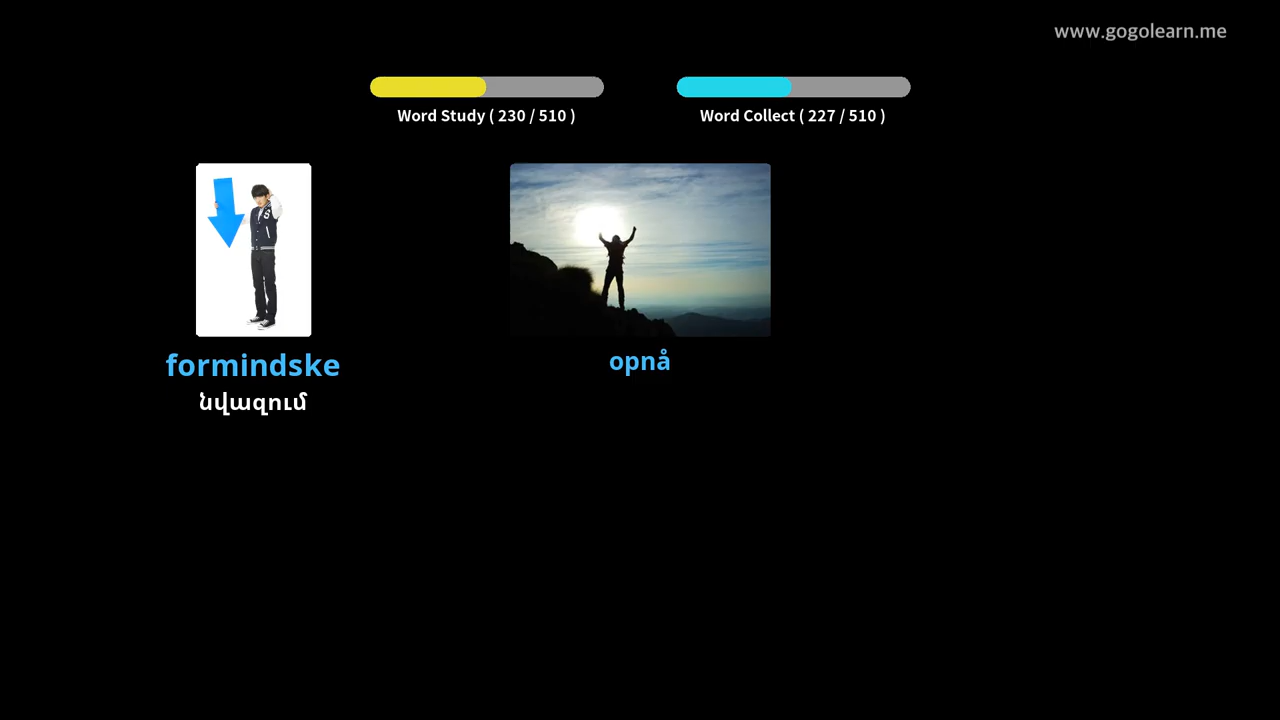 www.gogolearn.me
Word Study ( 230 / 510 )
Word Collect ( 227 / 510 )
S
formindske
նվազում
opnå